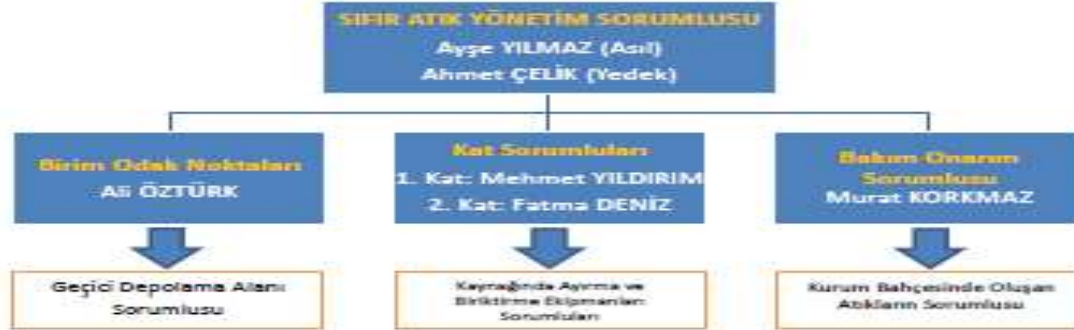 SIFIR ATIK YÖNETİM SORUMLUSU
Ayşe YILMAZ (Asıl)
Ahmet ÇELİK (Yedek)
Birim Odak Noktaları
Ali ÖZTÜRK
Kat Sorumluları
1. Kat: Mehmet YILDIRIM
2. Kat: Fatma DENİZ
Bakım-Onarım
Sorumlusu
Murat KORKMAZ
Geçici Depolama Alanı
Sorumlusu
Kaynağında Ayırma ve
Biriktirme Ekipmanları
Sorumluları
Kurum Bahçesinde Oluşan
Atıkların Sorumlusu